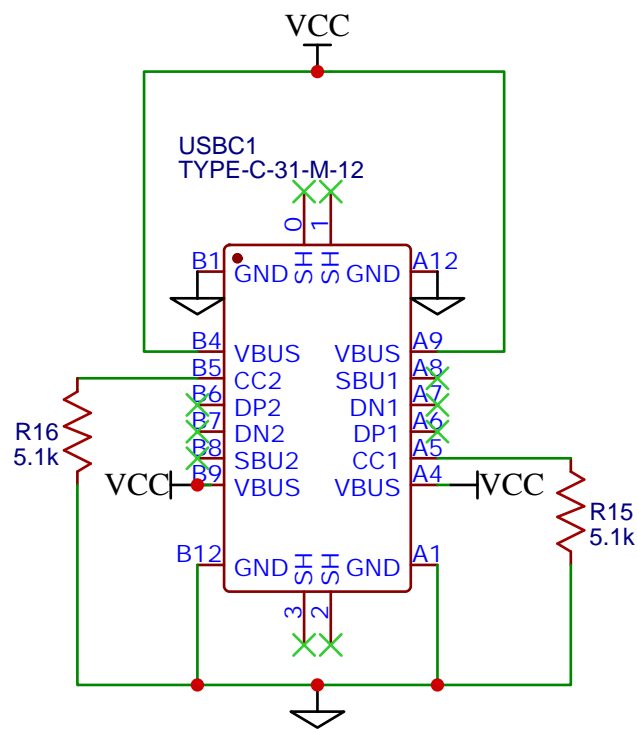 VCC
USBC1
TYPE-C-31-M-12
0
1
B1
A12
GND
SH
SH
GND
B4
A9
VBUS
VBUS
B5
A8
CC2
SBU1
B6
A7
DP2
DN1
B7
A6
DN2
DP1
R16
5.1k
B8
A5
SBU2
CC1
VCC
B9
A4
VCC
VBUS
VBUS
R15
5.1k
B12
A1
GND
SH
SH
GND
3
2